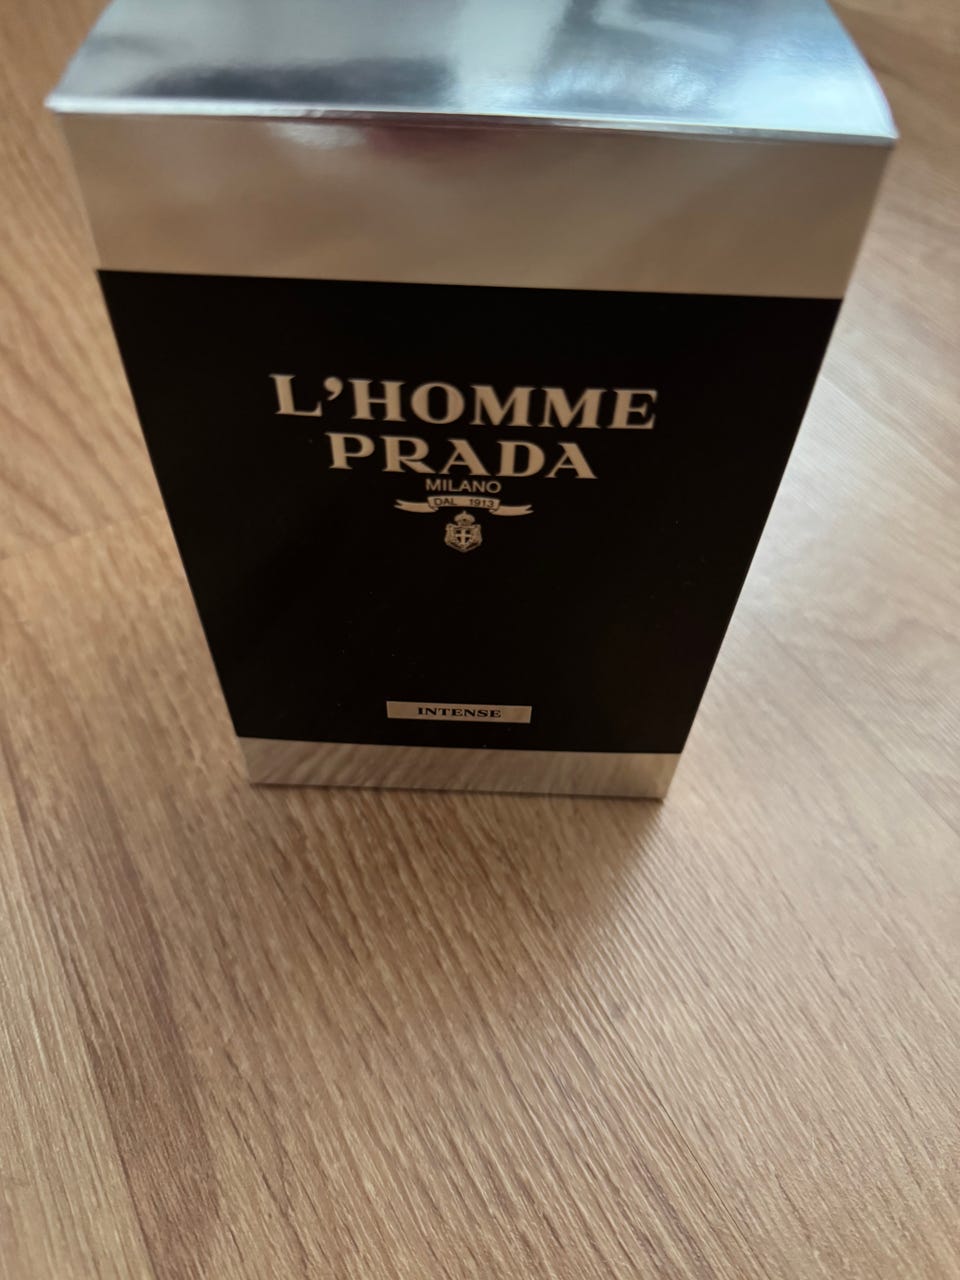 L’HOMME
PRADA
MILANO
DAL 1913
INTENSE